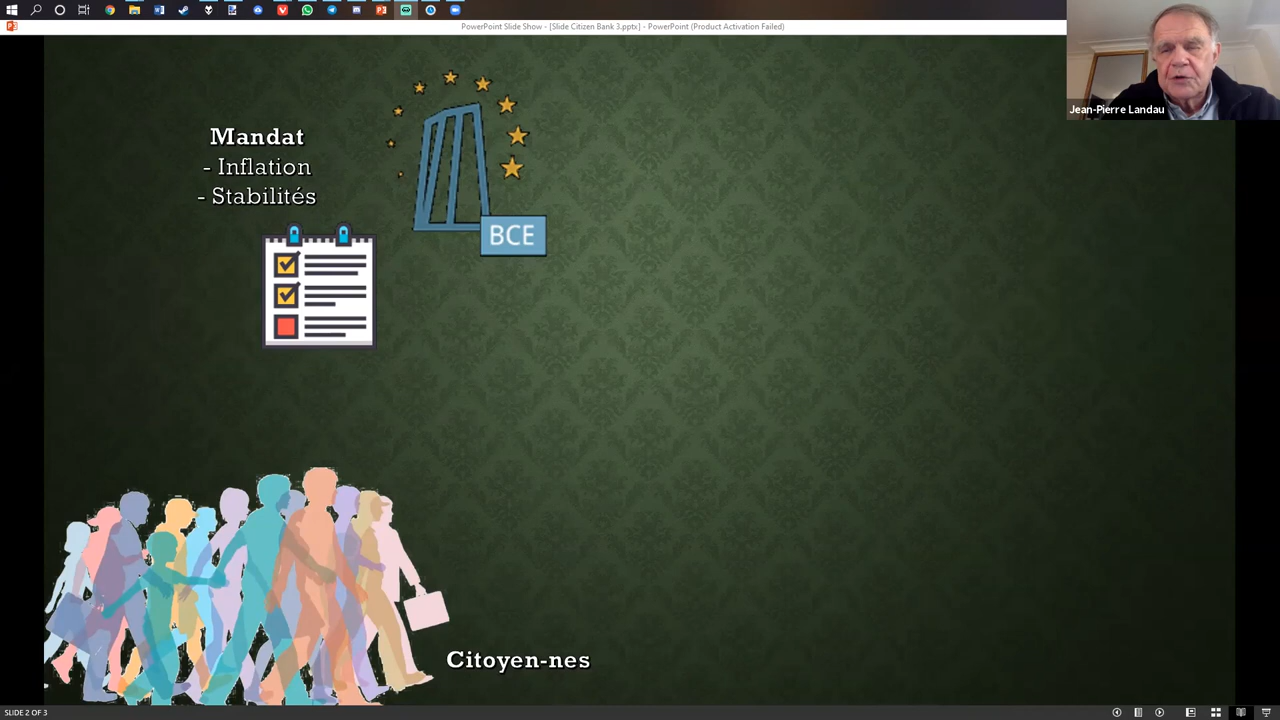 PowerPoint Slide Show - [Slide Citizen Bank 3.pptx] - PowerPoint (Product Activation Failed)
Jean-Pierre Landau
Mandat
- Inflation
- Stabilités
BCE
Citoyen-nes
SLIDE 2 OF 3